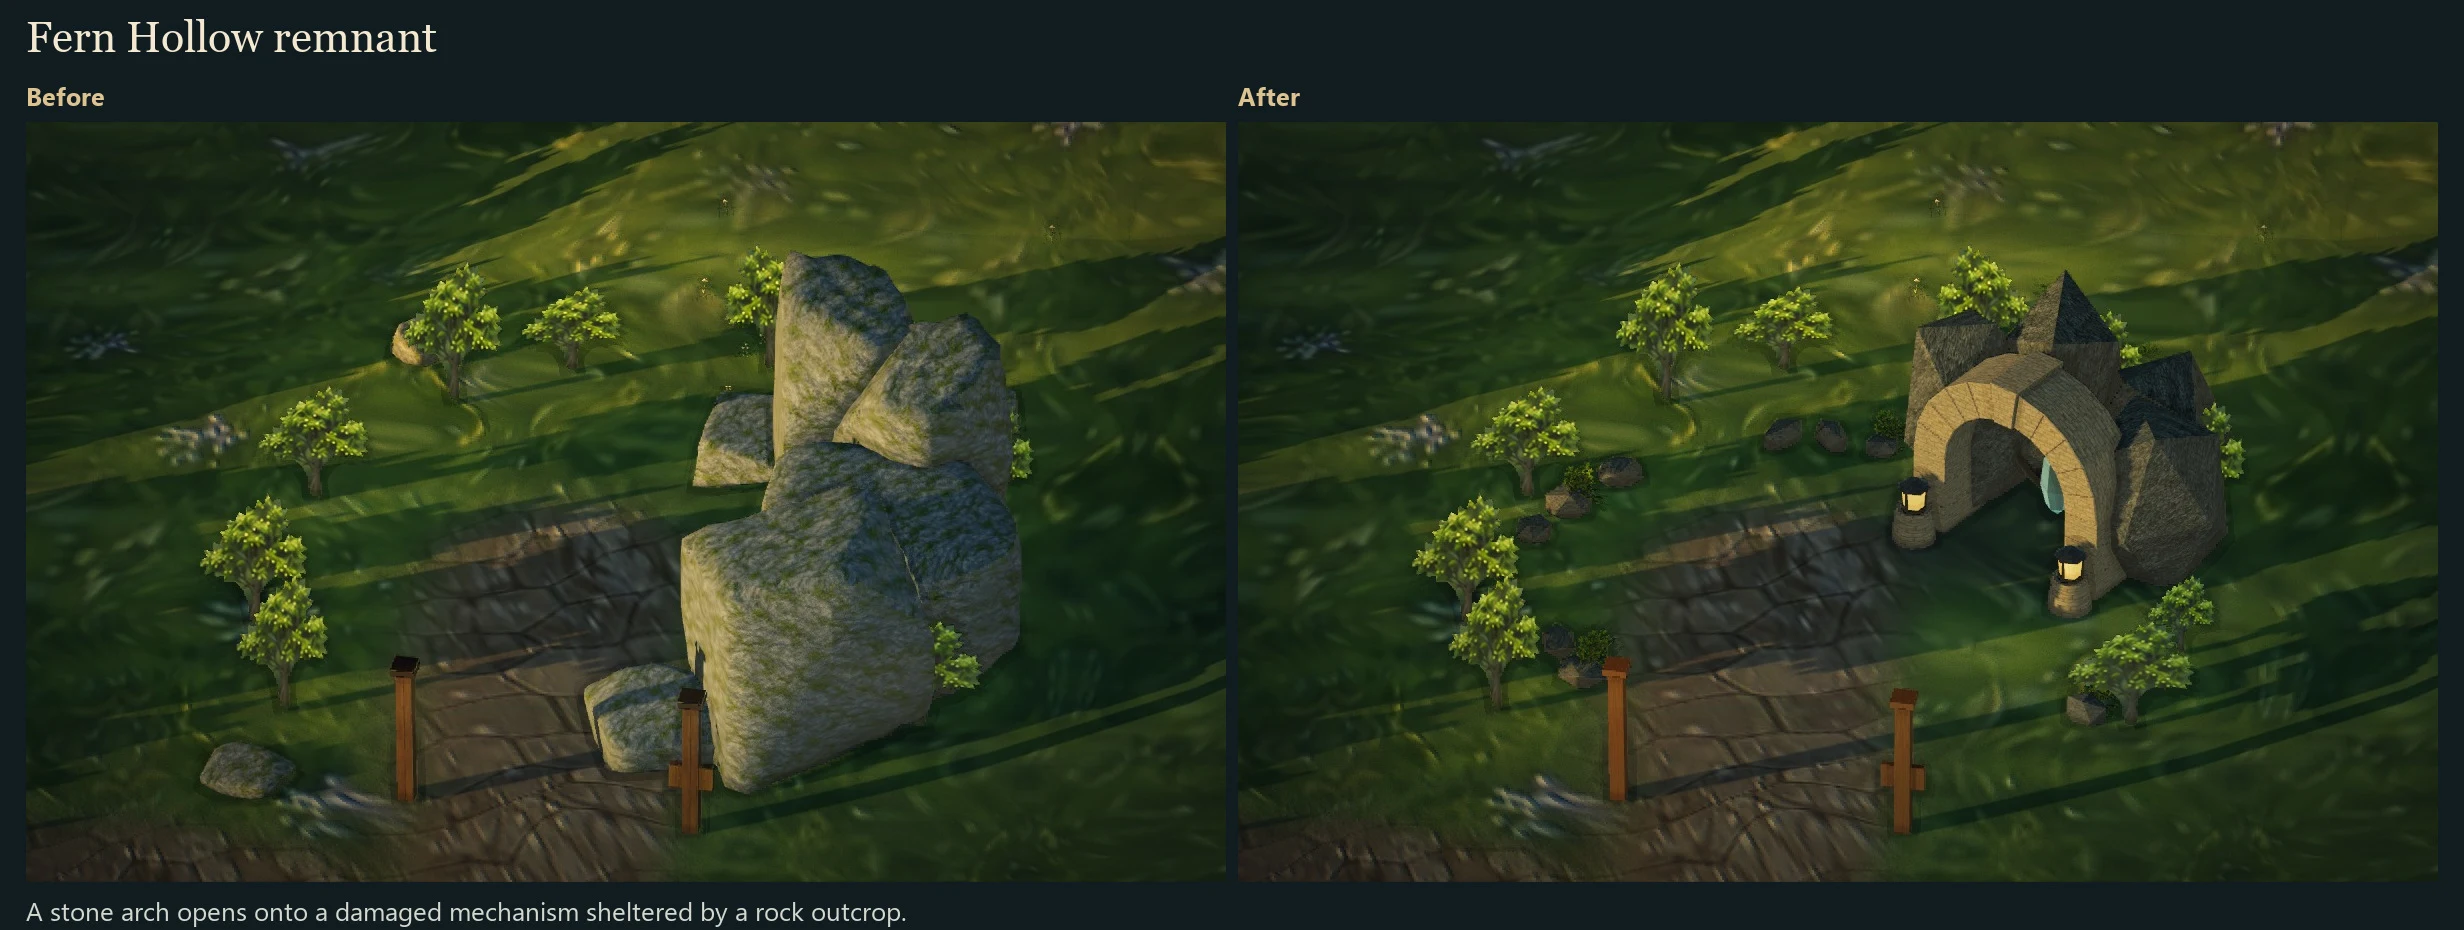 Fern Hollow remnant
Before
After
A stone arch opens onto a damaged mechanism sheltered by a rock outcrop.